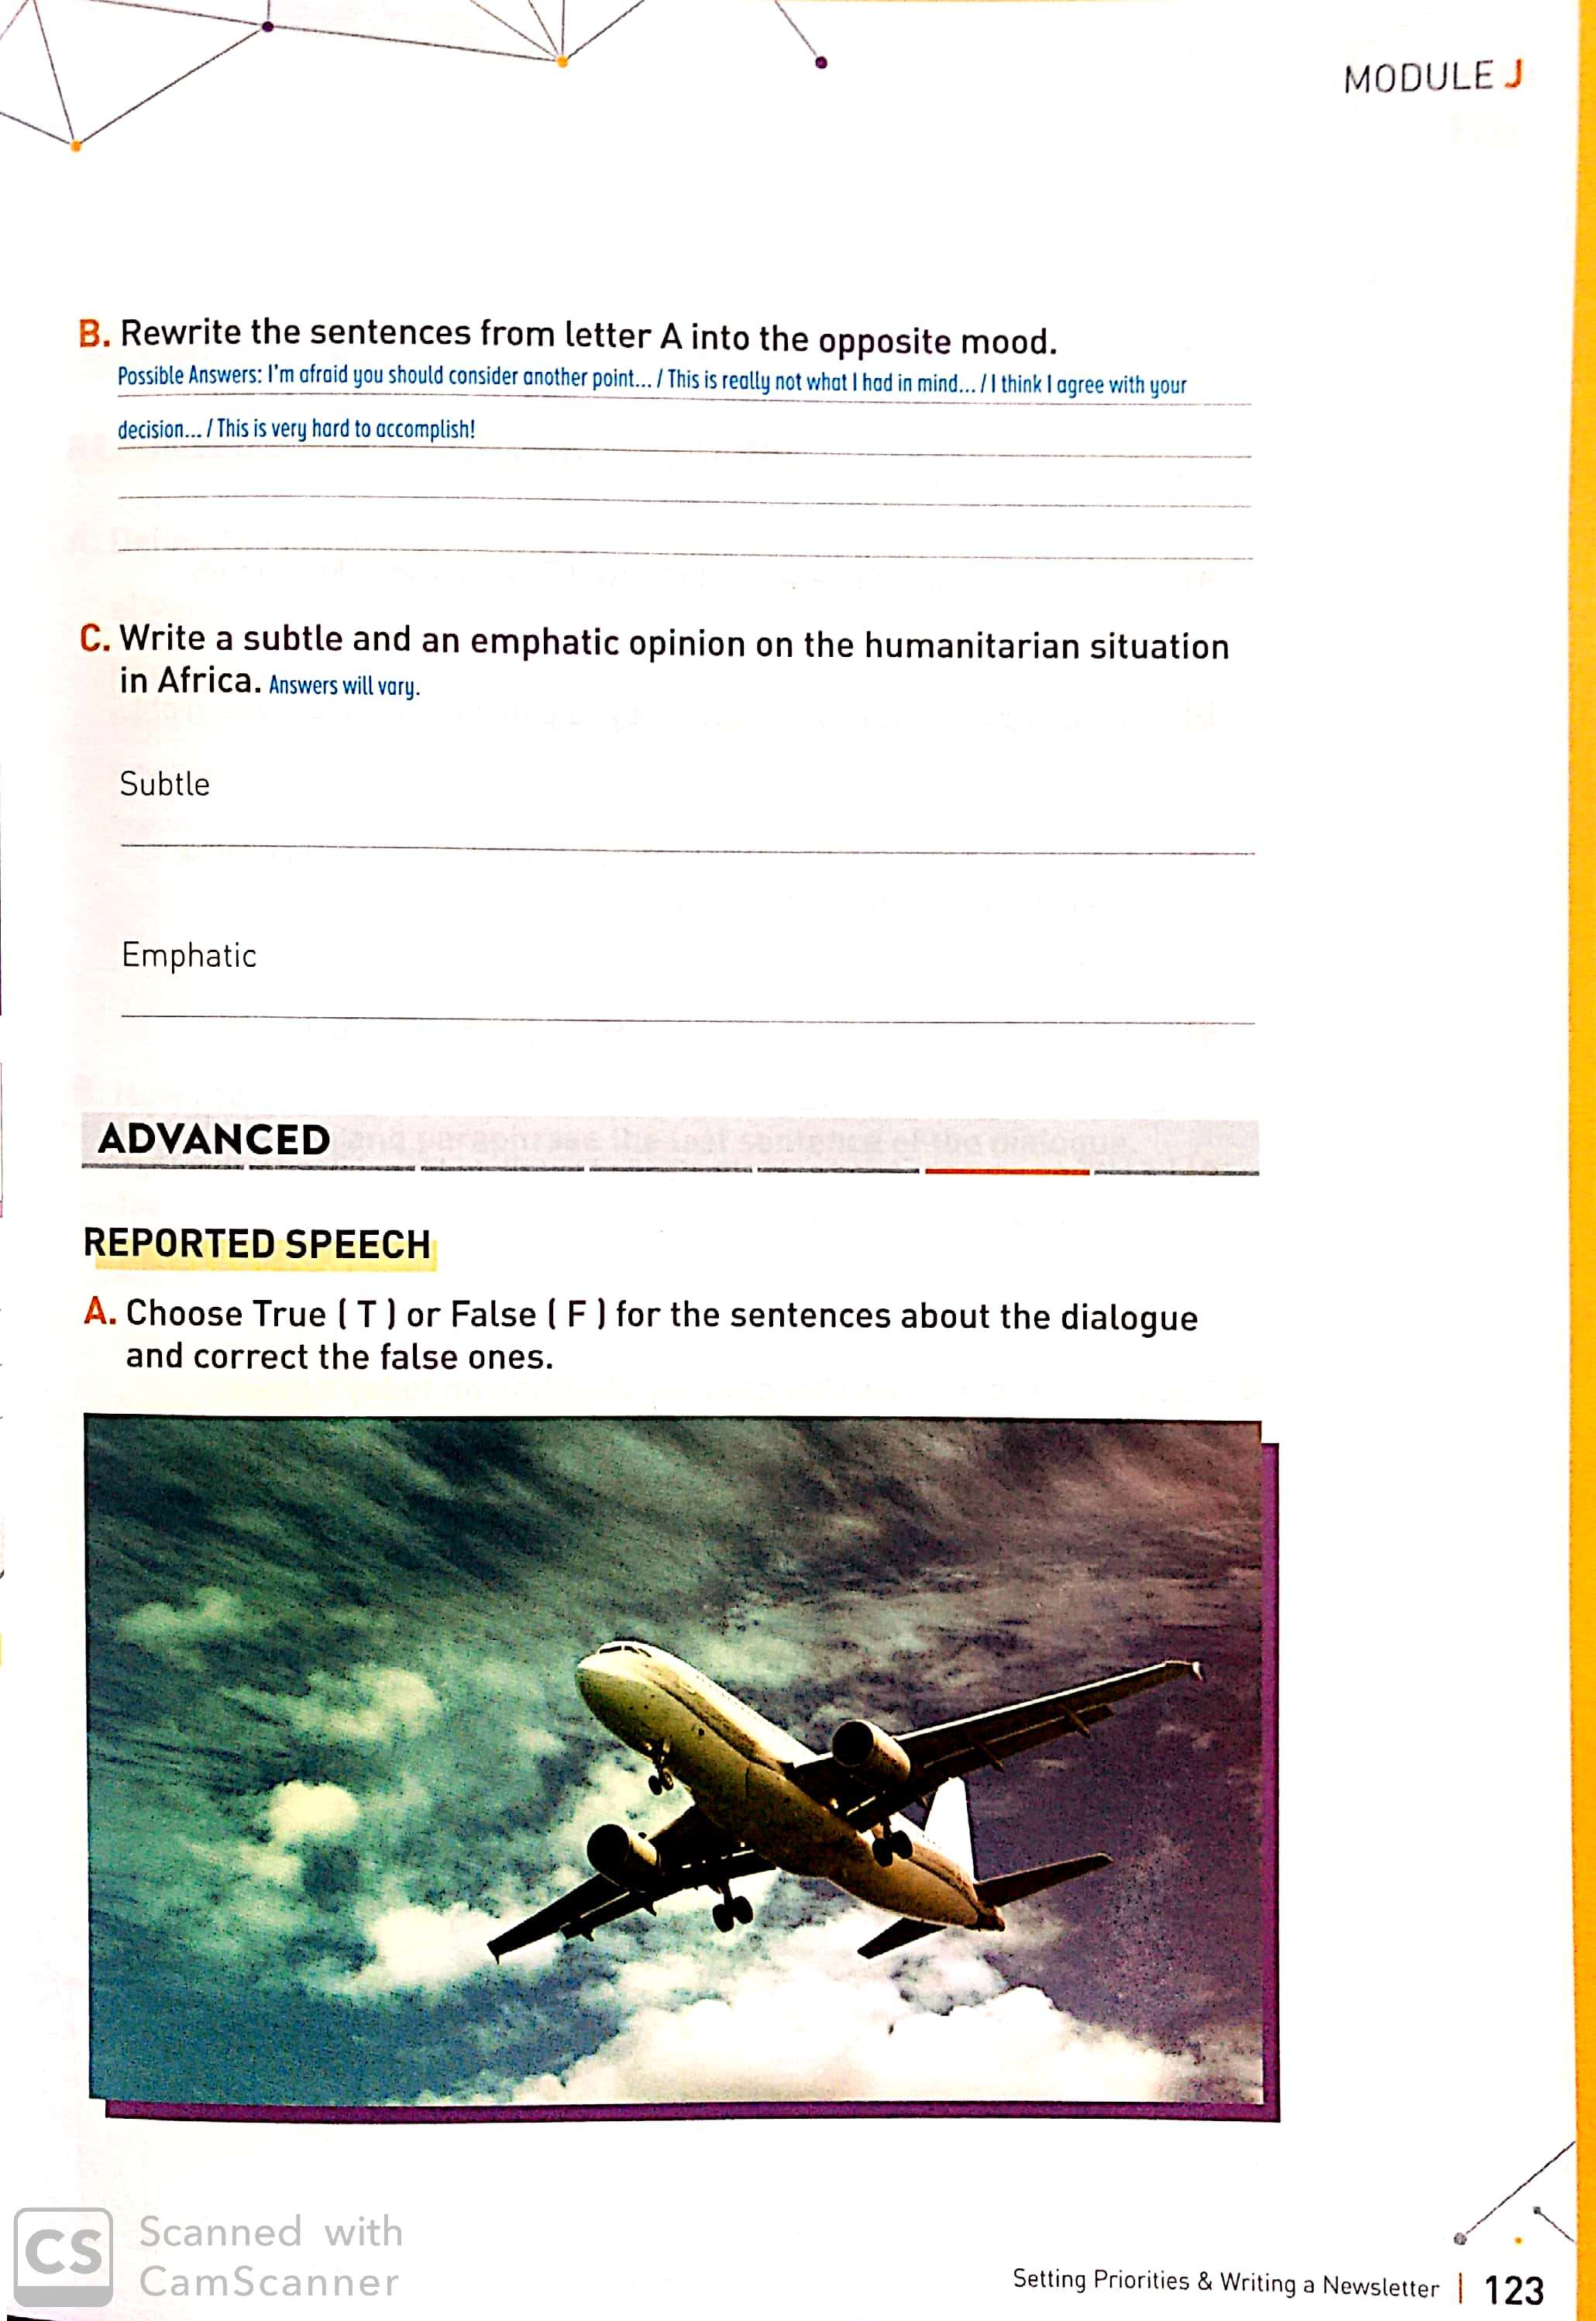 MODULE J
B. Rewrite the sentences from letter A into the opposite mood.
Possible Answers: I'm afraid you should consider another point... / This is really not what I had in mind... / I think I agree with your
decision... / This is very hard to accomplish!
C. Write a subtle and an emphatic opinion on the humanitarian situation
in Africa. Answers will vary.
Subtle
Emphatic
ADVANCED
REPORTED SPEECH
A. Choose True ( T ) or False ( F ) for the sentences about the dialogue
and correct the false ones.
CS Scanned with
CamScanner
Setting Priorities & Writing a Newsletter | 123